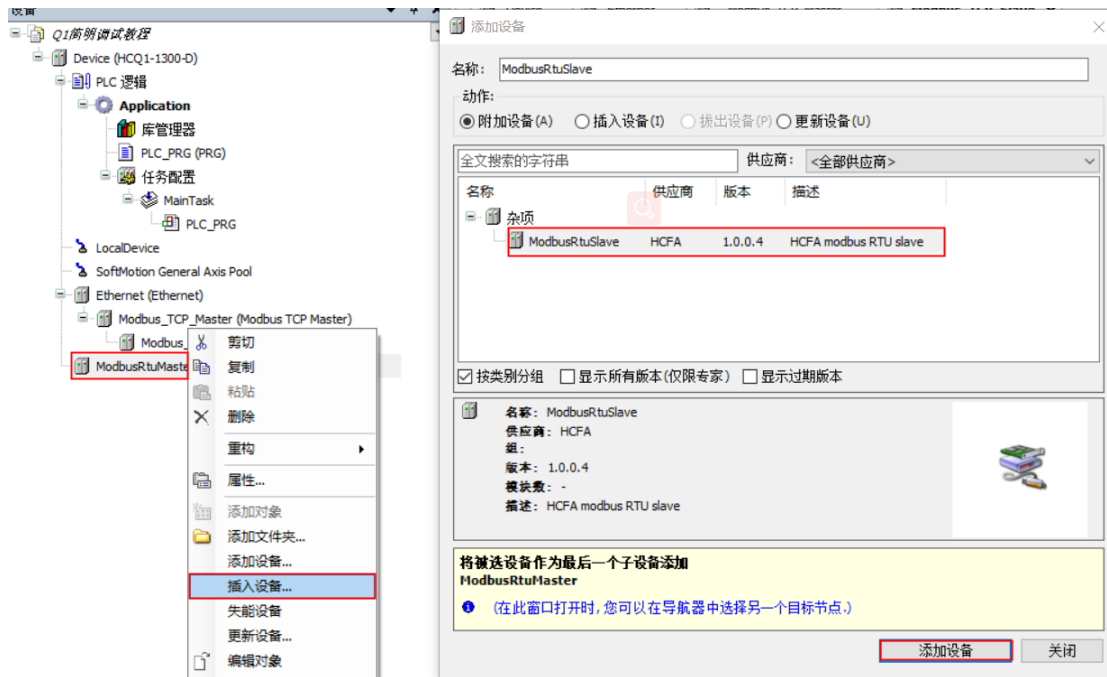 设备
Q1简明调试教程
Device (HCQ1-1300-D)
PLC 逻辑
Application
库管理器
PLC_PRG (PRG)
任务配置
MainTask
PLC_PRG
LocalDevice
SoftMotion General Axis Pool
Ethernet (Ethernet)
Modbus_TCP_Master (Modbus TCP Master)
Modbus_
ModbusRtuMaste
剪切
复制
粘贴
删除
重构
属性...
添加对象
添加文件夹...
添加设备...
插入设备...
失能设备
更新设备...
编辑对象
添加设备
名称: ModbusRtuSlave
动作:
附加设备(A) 插入设备(I) 拔出设备(P) 更新设备(U)
全文搜索的字符串 供应商: <全部供应商>
名称 供应商 版本 描述
杂项
ModbusRtuSlave HCFA 1.0.0.4 HCFA modbus RTU slave
按类别分组 显示所有版本(仅限专家) 显示过期版本
名称: ModbusRtuSlave
供应商: HCFA
组:
版本: 1.0.0.4
模块数: -
描述: HCFA modbus RTU slave
将被选设备作为最后一个子设备添加
ModbusRtuMaster
(在此窗口打开时,您可以在导航器中选择另一个目标节点.)
添加设备 关闭